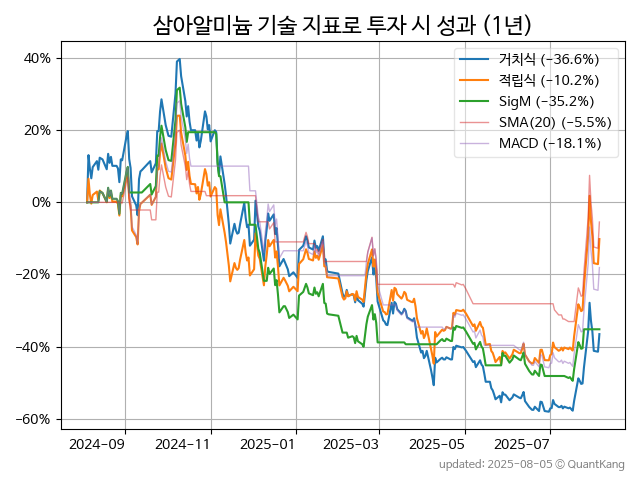 삼아알미늄 기술 지표로 투자 시 성과 (1년)
거치식 (−36.6%)
적립식 (−10.2%)
SigM (−35.2%)
SMA(20) (−5.5%)
MACD (−18.1%)
40%
20%
0%
−20%
−40%
−60%
2024-09
2024-11
2025-01
2025-03
2025-05
2025-07
updated: 2025-08-05 © QuantKang